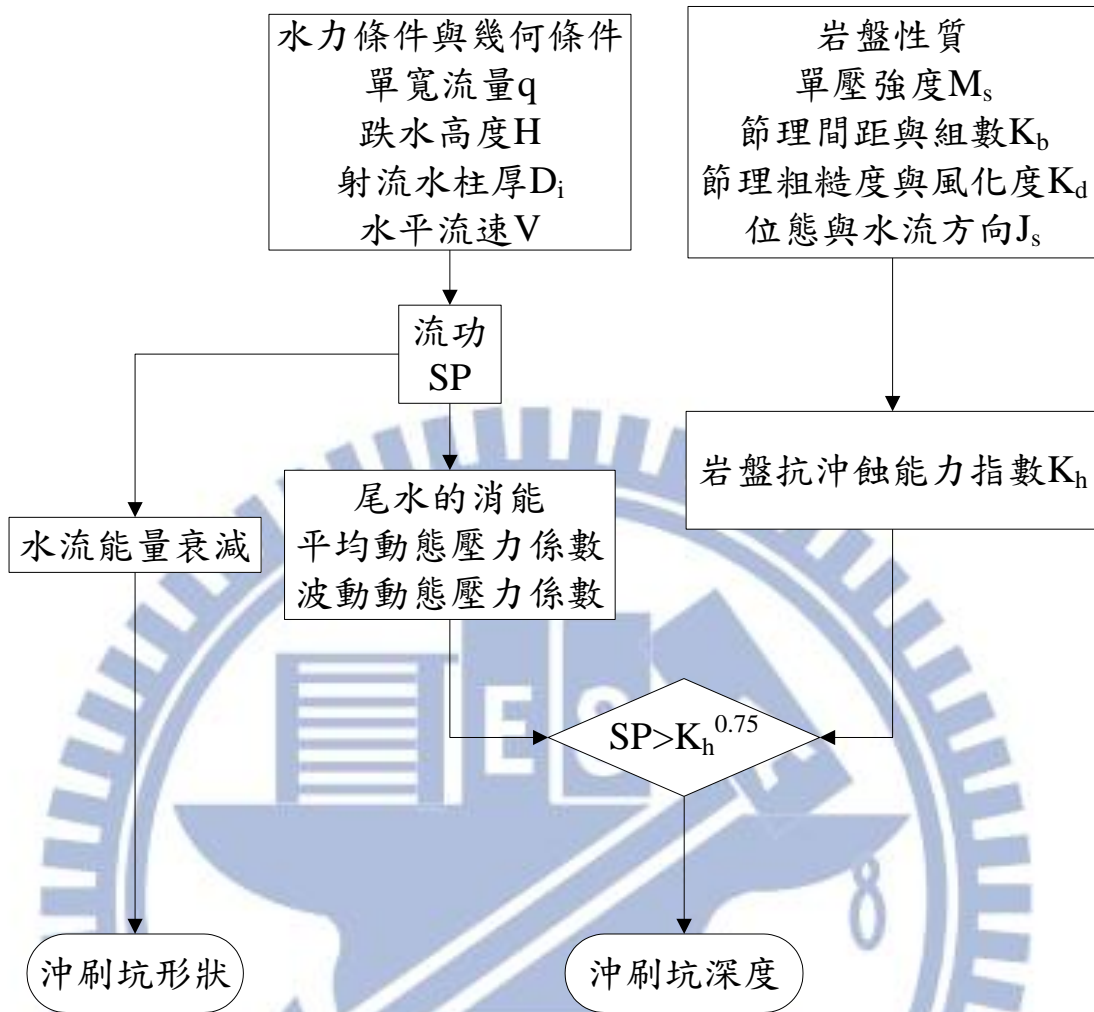 水力條件與幾何條件
單寬流量q
跌水高度H
射流水柱厚Dᵢ
水平流速V
岩盤性質
單壓強度Mₛ
節理間距與組數K_b
節理粗糙度與風化度K_d
位態與水流方向Jₛ
流功
SP
岩盤抗沖蝕能力指數Kₕ
水流能量衰減
尾水的消能
平均動態壓力係數
波動動態壓力係數
SP>Kₕ^0.75
E S A
沖刷坑形狀
沖刷坑深度